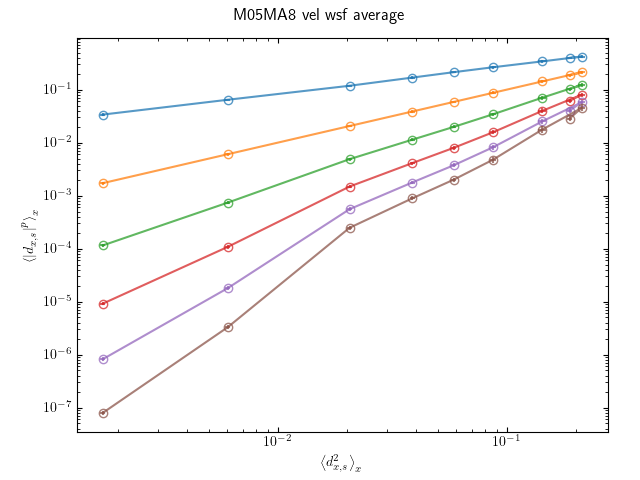 M05MA8 vel wsf average
10⁻¹
10⁻²
10⁻³
10⁻⁴
10⁻⁵
10⁻⁶
10⁻⁷
⟨|d_{x,s}|^p⟩_x
10⁻² 10⁻¹
⟨d²_{x,s}⟩_x